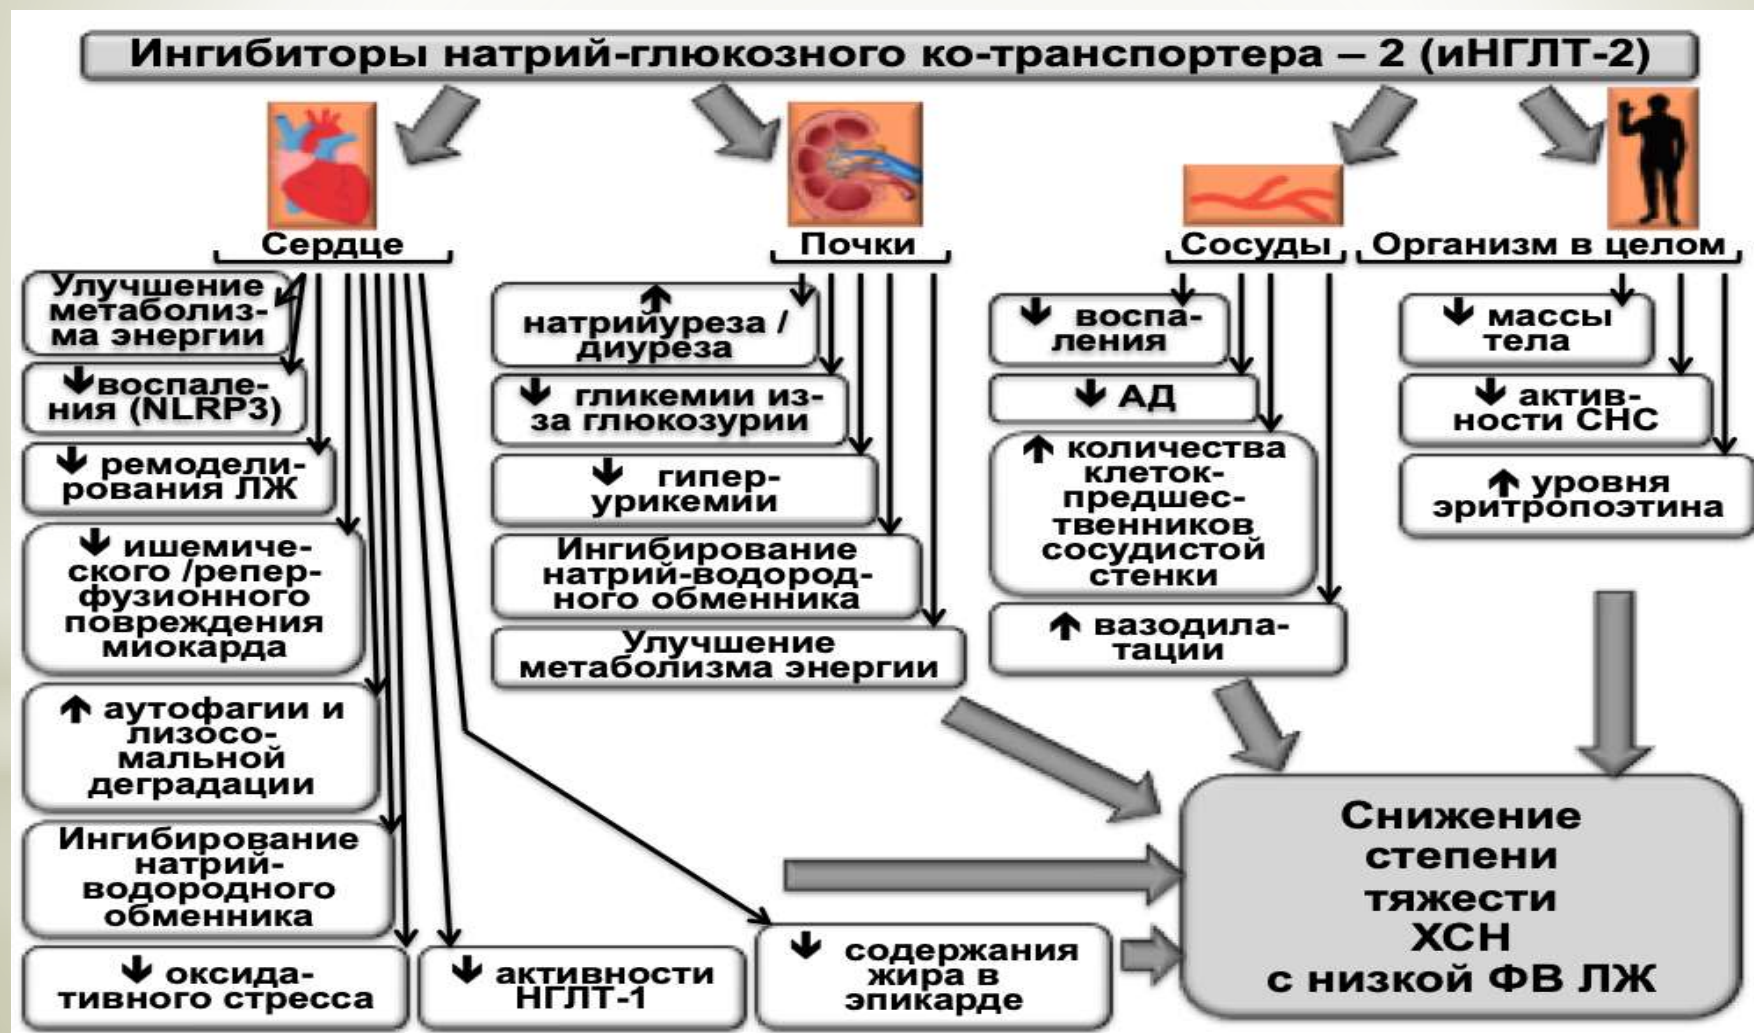 Ингибиторы натрий-глюкозного ко-транспортера – 2 (иНГЛТ-2)
Сердце
Улучшение
метаболиз-
ма энергии
↓воспале-
ния (NLRP3)
↓ ремодели-
рования ЛЖ
↓ ишемиче-
ского /репер-
фузионного
повреждения
миокарда
↑ аутофагии и
лизосо-
мальной
деградации
Ингибирование
натрий-
водородного
обменника
↓ оксида-
тивного стресса
↓ активности
НГЛТ-1
↓ содержания
жира в
эпикарде
Почки
↑
натрийуреза /
диуреза
↓ гликемии из-
за глюкозурии
↓ гипер-
урикемии
Ингибирование
натрий-водород-
ного обменника
Улучшение
метаболизма энергии
Сосуды
↓ воспа-
ления
↓ АД
↑ количества
клеток-
предшес-
твенников
сосудистой
стенки
↑ вазодила-
тации
Организм в целом
↓ массы
тела
↓ актив-
ности СНС
↑ уровня
эритропоэтина
Снижение
степени
тяжести
ХСН
с низкой ФВ ЛЖ